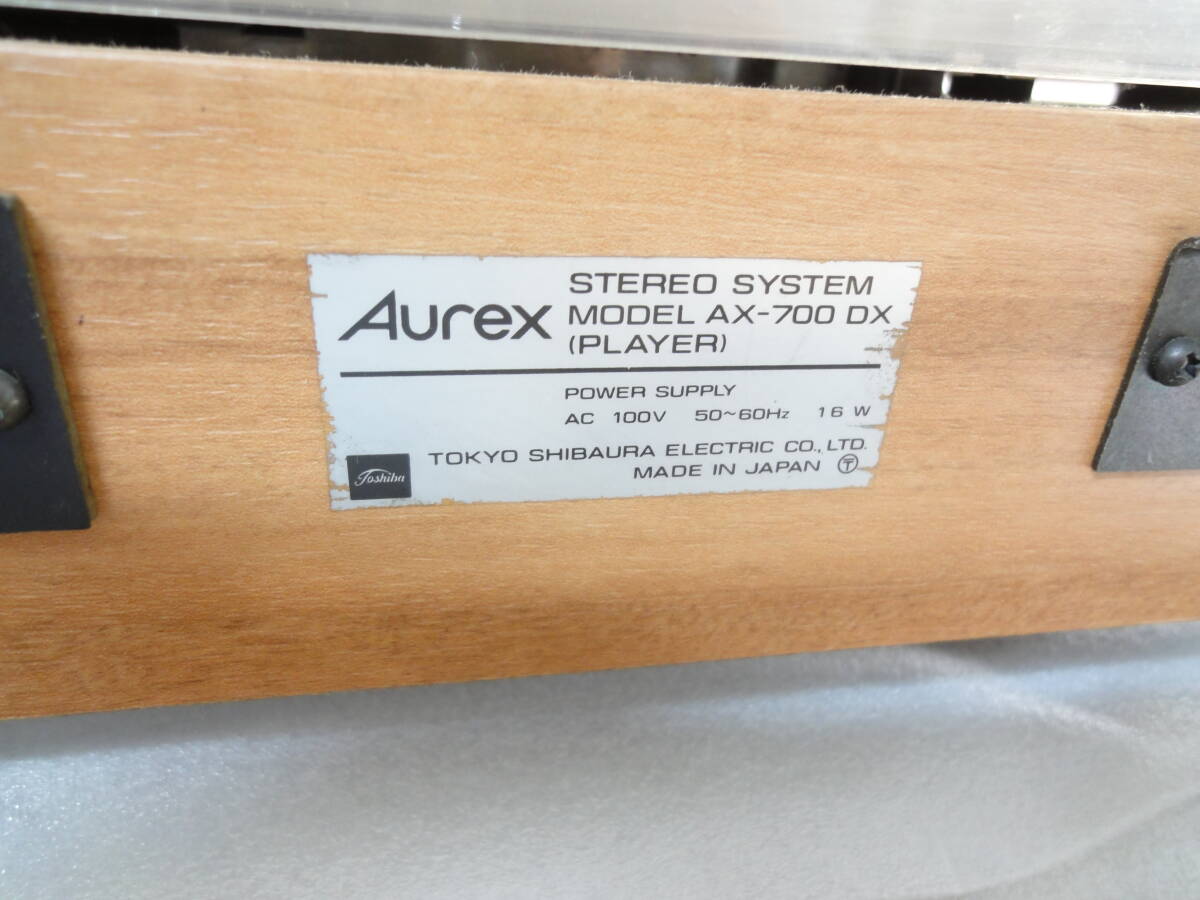 Aurex
STEREO SYSTEM
MODEL AX-700 DX
(PLAYER)
POWER SUPPLY
AC 100V 50~60Hz 16 W
TOKYO SHIBAURA ELECTRIC CO., LTD.
Toshiba
MADE IN JAPAN Ⓣ